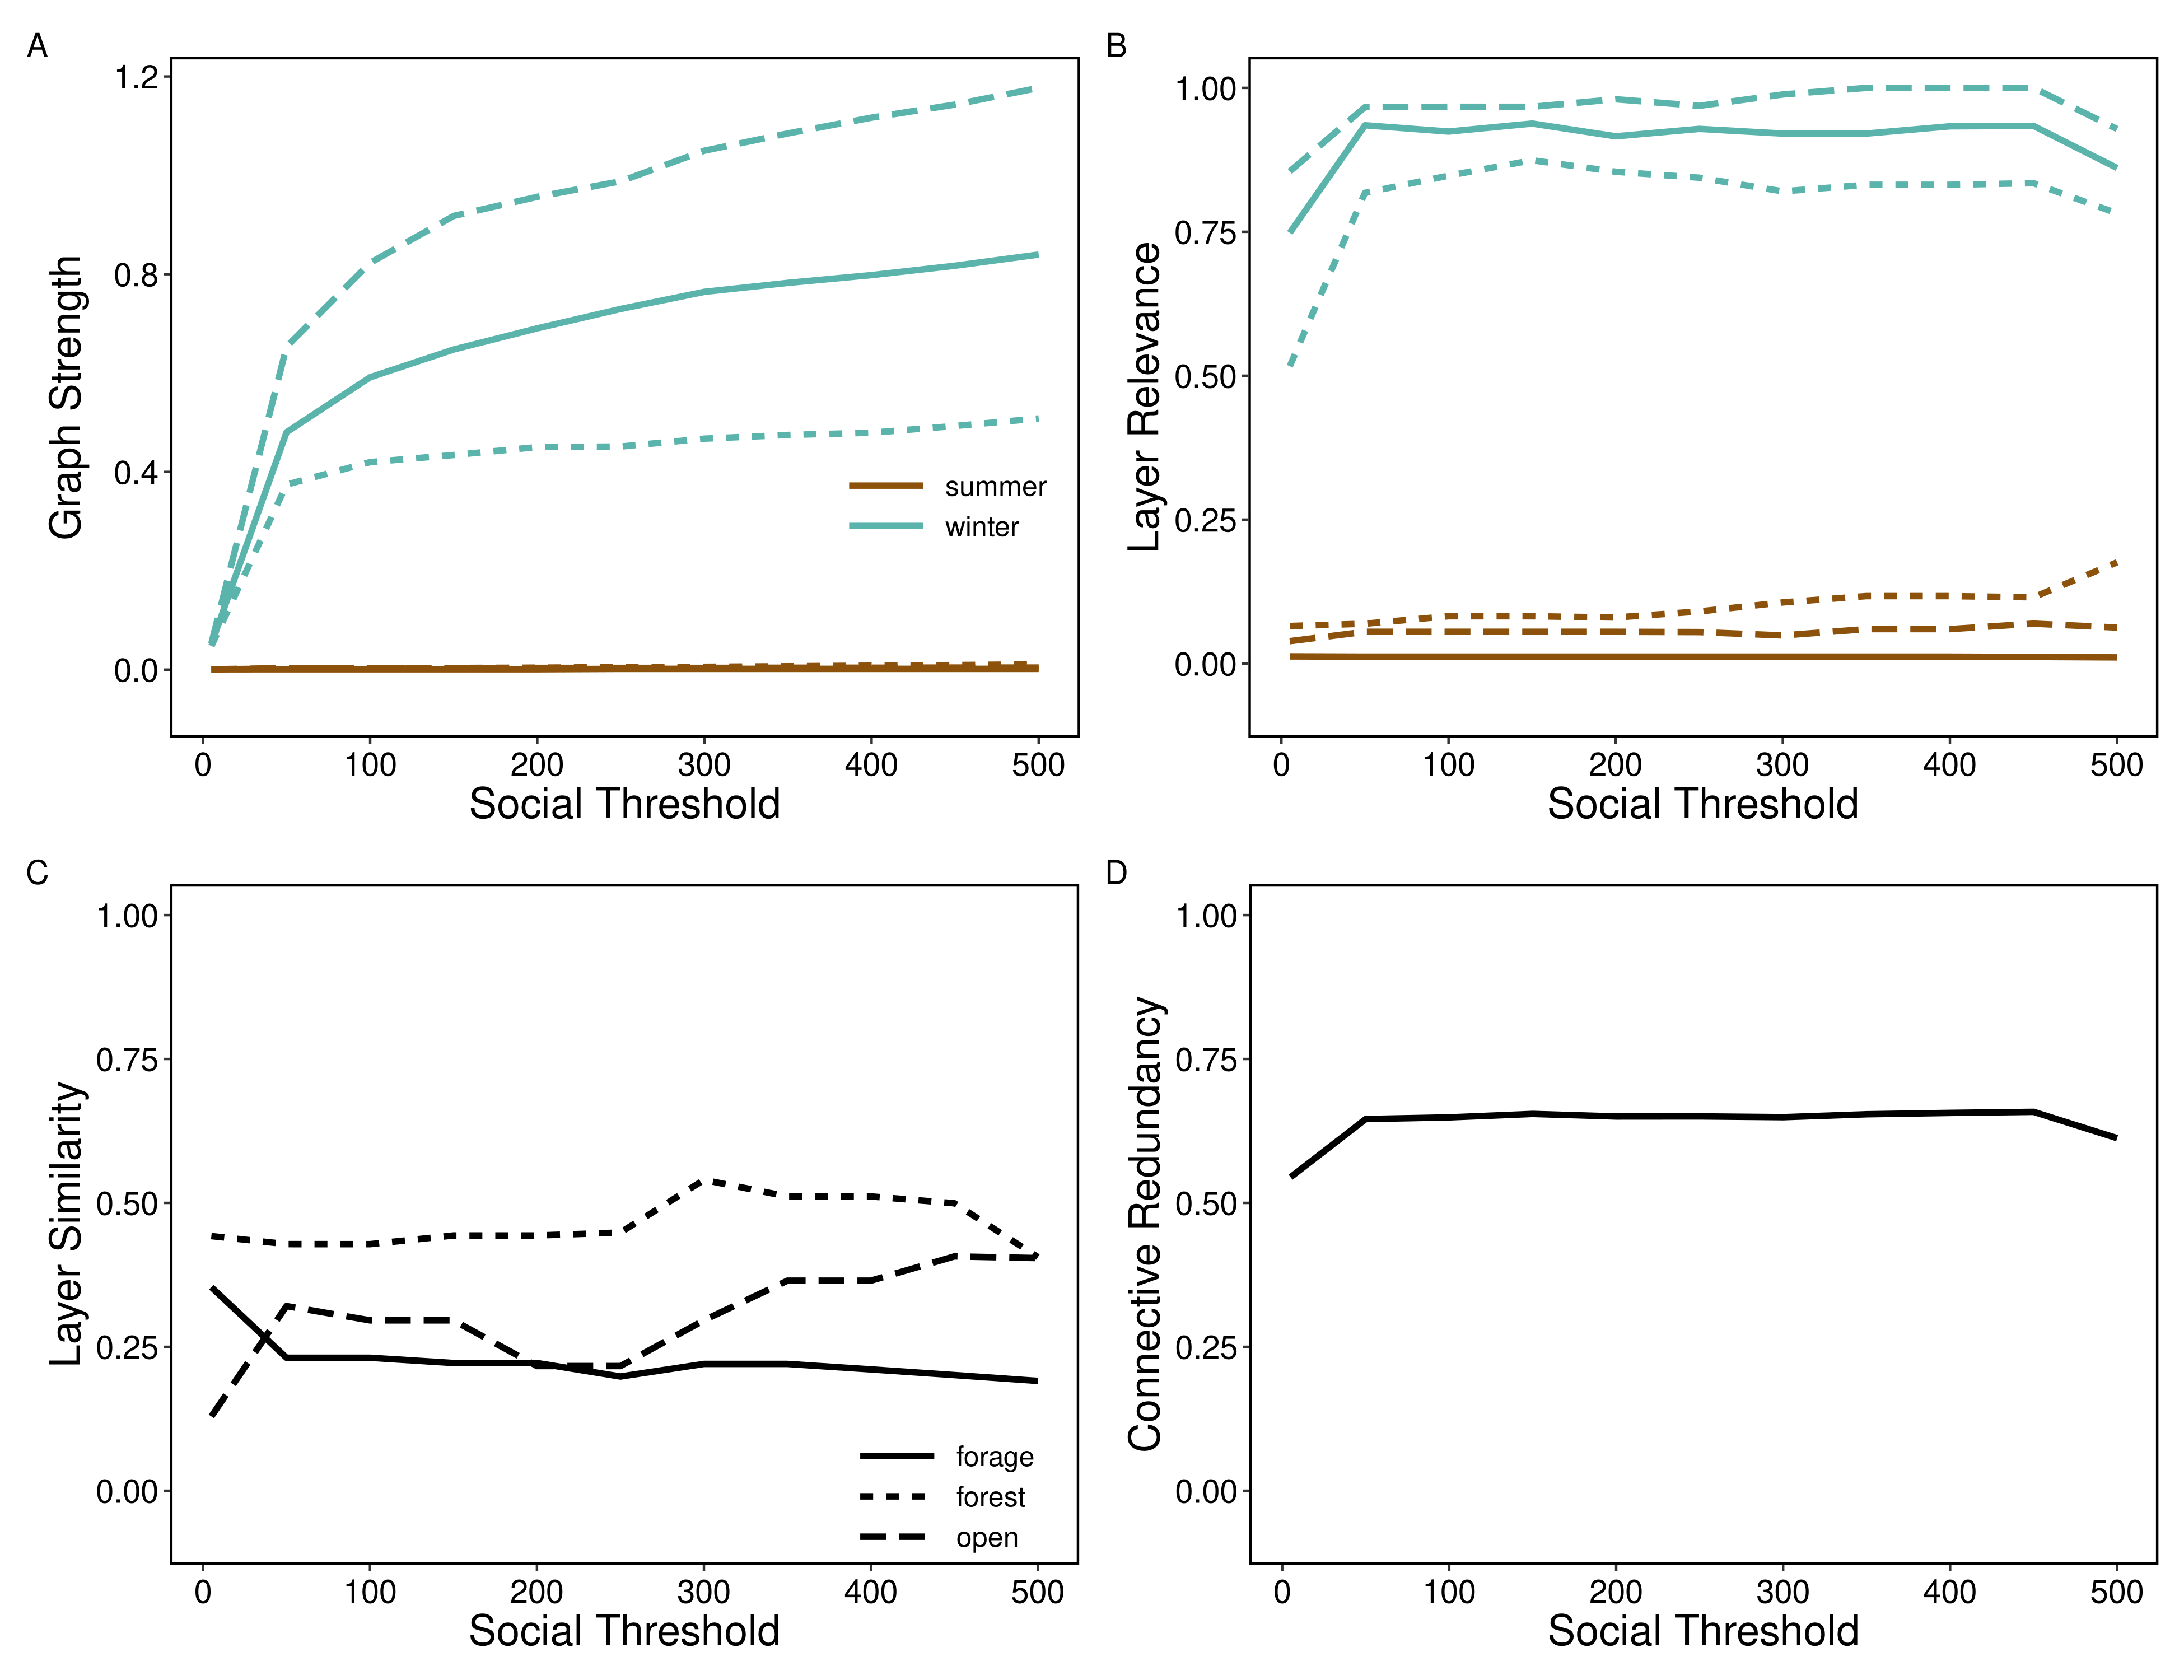 A
1.2
0.8
0.4
0.0
Graph Strength
summer
winter
0 100 200 300 400 500
Social Threshold
B
1.00
0.75
0.50
0.25
0.00
Layer Relevance
0 100 200 300 400 500
Social Threshold
C
1.00
0.75
0.50
0.25
0.00
Layer Similarity
forage
forest
open
0 100 200 300 400 500
Social Threshold
D
1.00
0.75
0.50
0.25
0.00
Connective Redundancy
0 100 200 300 400 500
Social Threshold